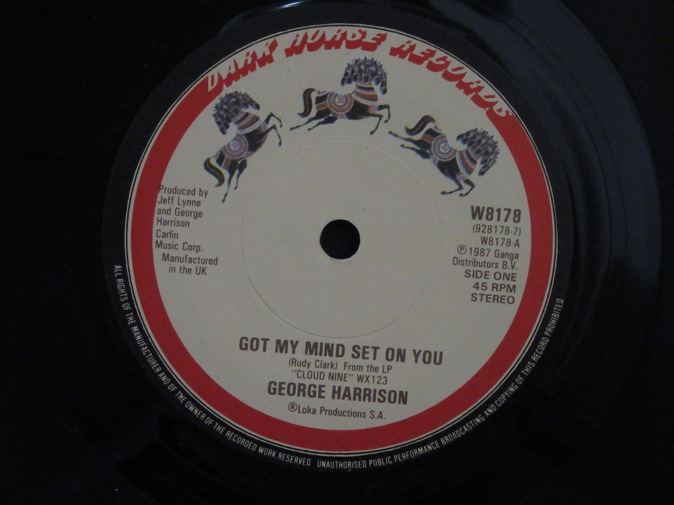 DARK HORSE RECORDS
Produced by
Jeff Lynne
and George
Harrison
Carlin
Music Corp.
Manufactured
in the UK
W8178
(928178-7)
W8178-A
Ⓟ1987 Ganga
Distributors B.V.
SIDE ONE
45 RPM
STEREO
GOT MY MIND SET ON YOU
(Rudy Clark) From the LP
"CLOUD NINE" WX123
GEORGE HARRISON
®Loka Productions S.A.
ALL RIGHTS OF THE MANUFACTURER AND OF THE OWNER OF THE RECORDED WORK RESERVED UNAUTHORISED PUBLIC PERFORMANCE BROADCASTING AND COPYING OF THIS RECORD PROHIBITED